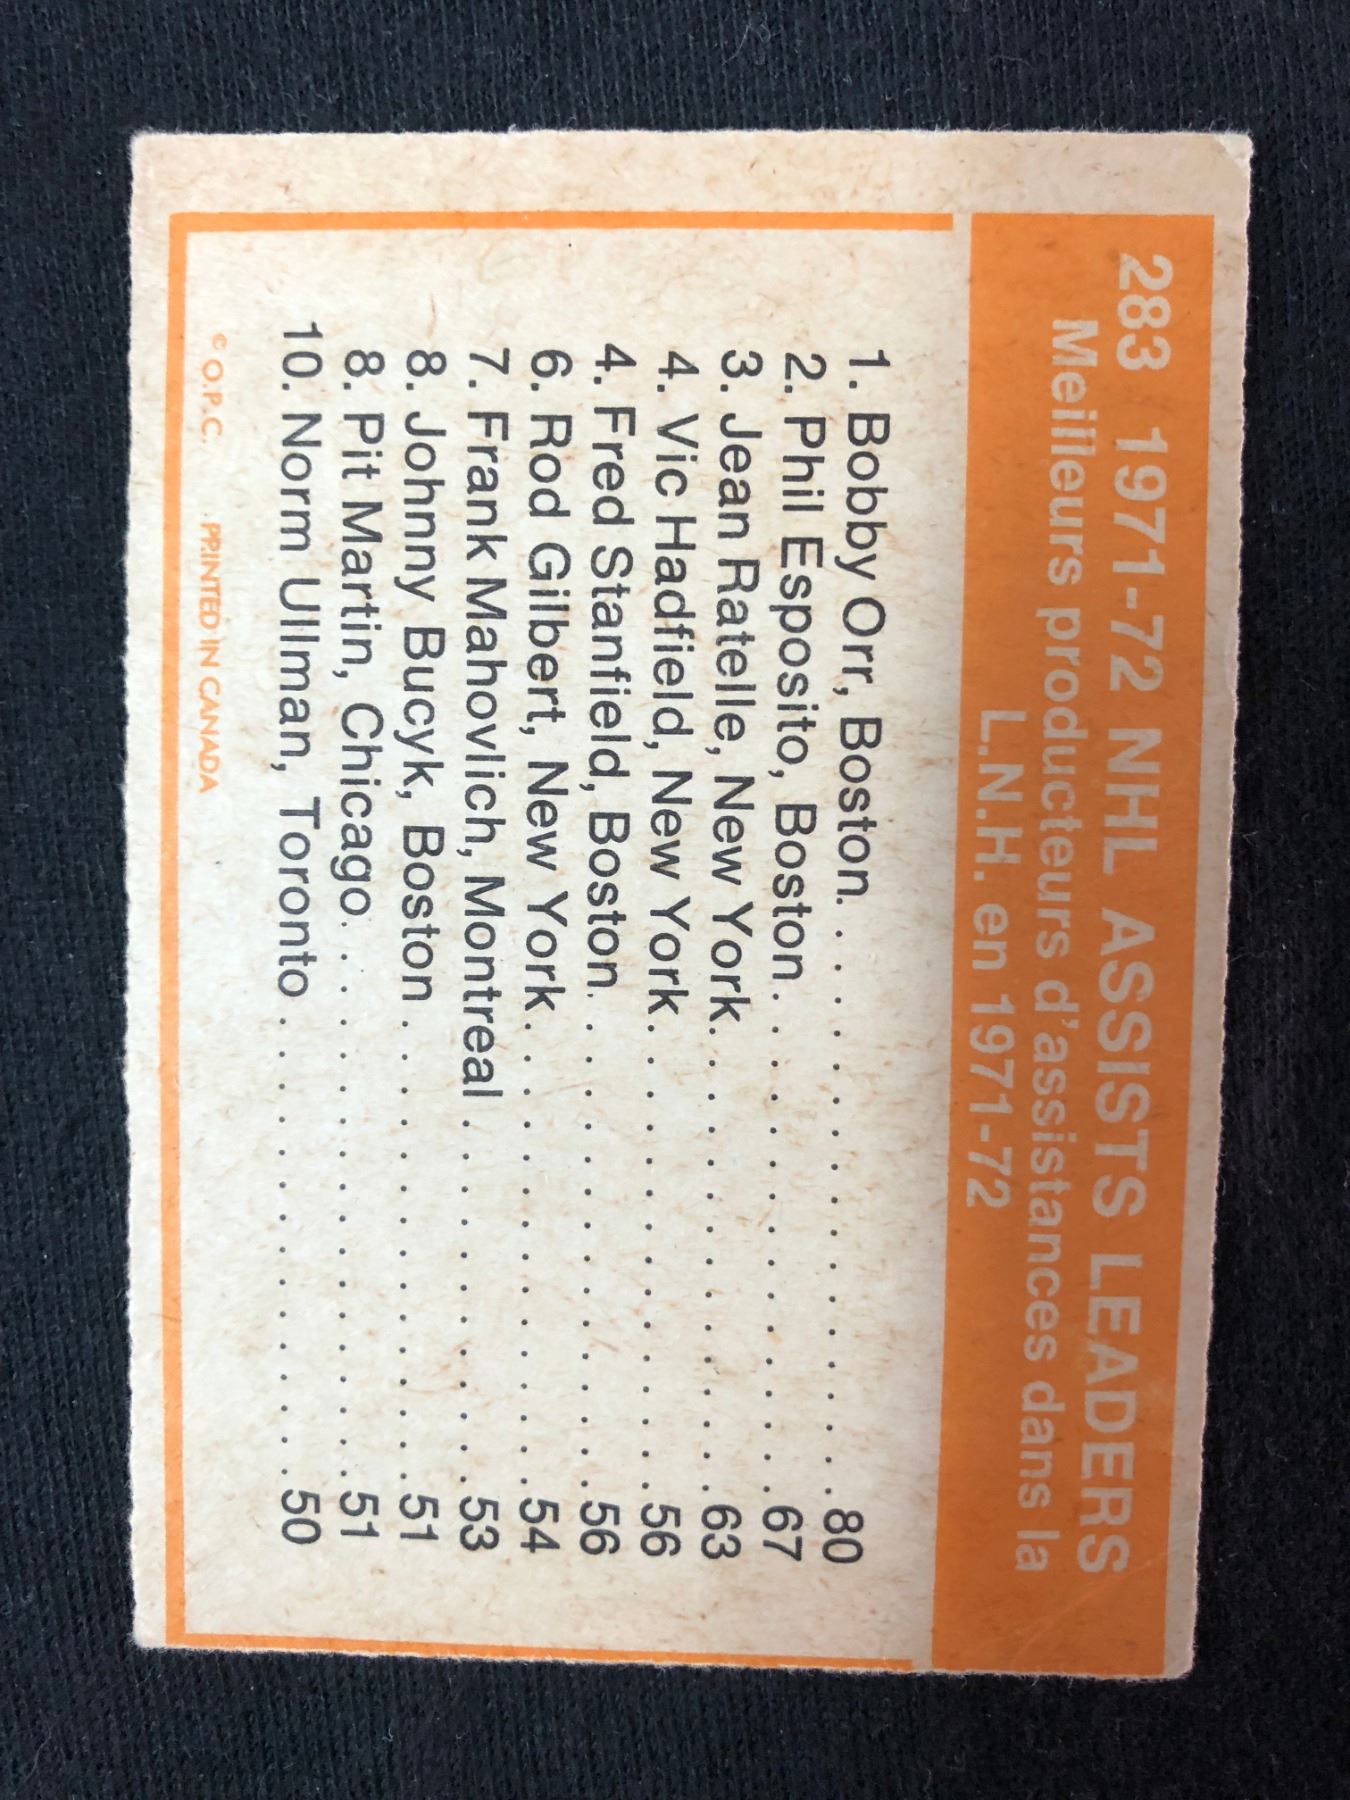 283 1971-72 NHL ASSISTS LEADERS
Meilleurs producteurs d'assistances dans la
L.N.H. en 1971-72
1. Bobby Orr, Boston. . . . . . . . . . . . . . . . 80
2. Phil Esposito, Boston. . . . . . . . . . . . . . 67
3. Jean Ratelle, New York. . . . . . . . . . . . . 63
4. Vic Hadfield, New York. . . . . . . . . . . . . 56
4. Fred Stanfield, Boston. . . . . . . . . . . . . 56
6. Rod Gilbert, New York. . . . . . . . . . . . . 54
7. Frank Mahovlich, Montreal . . . . . . . . . . . 53
8. Johnny Bucyk, Boston . . . . . . . . . . . . . 51
8. Pit Martin, Chicago. . . . . . . . . . . . . . . 51
10. Norm Ullman, Toronto . . . . . . . . . . . . . 50
© O.P.C. PRINTED IN CANADA